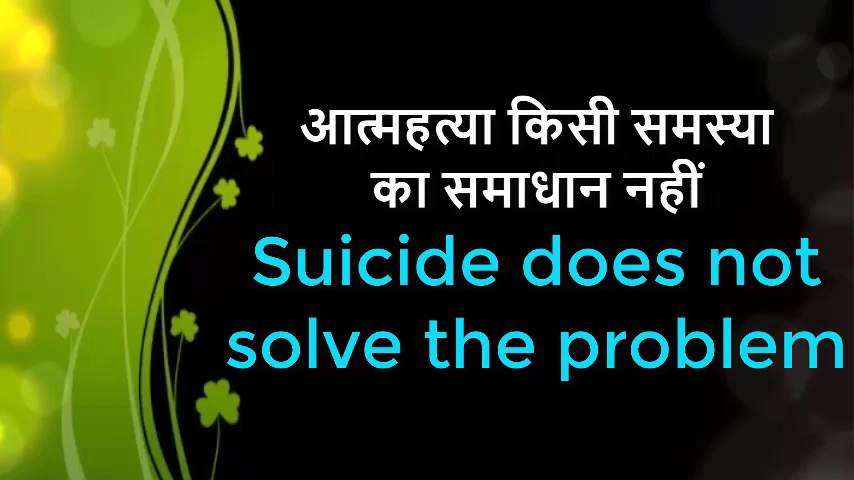 आत्महत्या किसी समस्या
का समाधान नहीं
Suicide does not
solve the problem